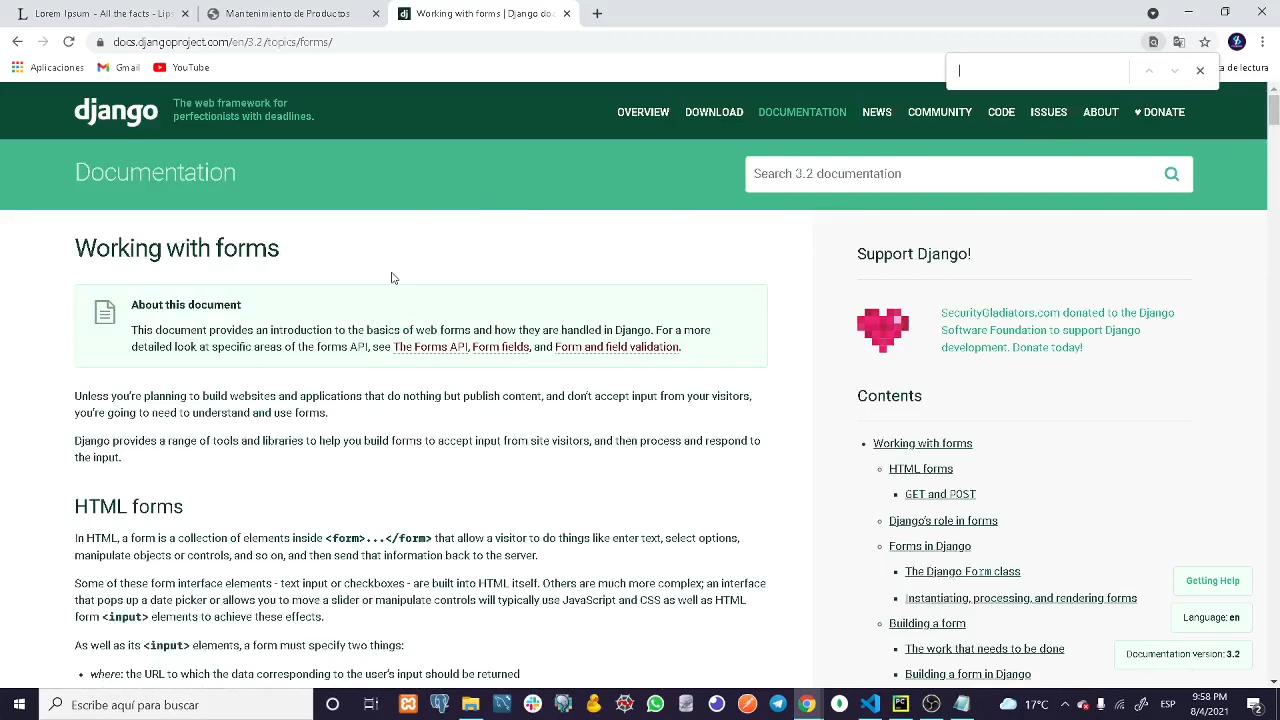 Lorem Ipsum - All the facts - Lips
Mantenimiento de Productos
Working with forms | Django doc
docs.djangoproject.com/en/3.2/topics/forms/
Aplicaciones
Gmail
YouTube
a de lectura
django
The web framework for
perfectionists with deadlines.
OVERVIEW
DOWNLOAD
DOCUMENTATION
NEWS
COMMUNITY
CODE
ISSUES
ABOUT
♥ DONATE
Documentation
Search 3.2 documentation
Working with forms
About this document
This document provides an introduction to the basics of web forms and how they are handled in Django. For a more
detailed look at specific areas of the forms API, see The Forms API, Form fields, and Form and field validation.
Unless you're planning to build websites and applications that do nothing but publish content, and don't accept input from your visitors,
you're going to need to understand and use forms.
Django provides a range of tools and libraries to help you build forms to accept input from site visitors, and then process and respond to
the input.
HTML forms
In HTML, a form is a collection of elements inside <form>...</form> that allow a visitor to do things like enter text, select options,
manipulate objects or controls, and so on, and then send that information back to the server.
Some of these form interface elements - text input or checkboxes - are built into HTML itself. Others are much more complex; an interface
that pops up a date picker or allows you to move a slider or manipulate controls will typically use JavaScript and CSS as well as HTML
form <input> elements to achieve these effects.
As well as its <input> elements, a form must specify two things:
where: the URL to which the data corresponding to the user's input should be returned
Support Django!
SecurityGladiators.com donated to the Django
Software Foundation to support Django
development. Donate today!
Contents
Working with forms
HTML forms
GET and POST
Django's role in forms
Forms in Django
The Django Form class
Instantiating, processing, and rendering forms
Building a form
The work that needs to be done
Building a form in Django
Getting Help
Language: en
Documentation version: 3.2
Escribe aquí para buscar
17°C
ESP
9:58 PM
8/4/2021
2